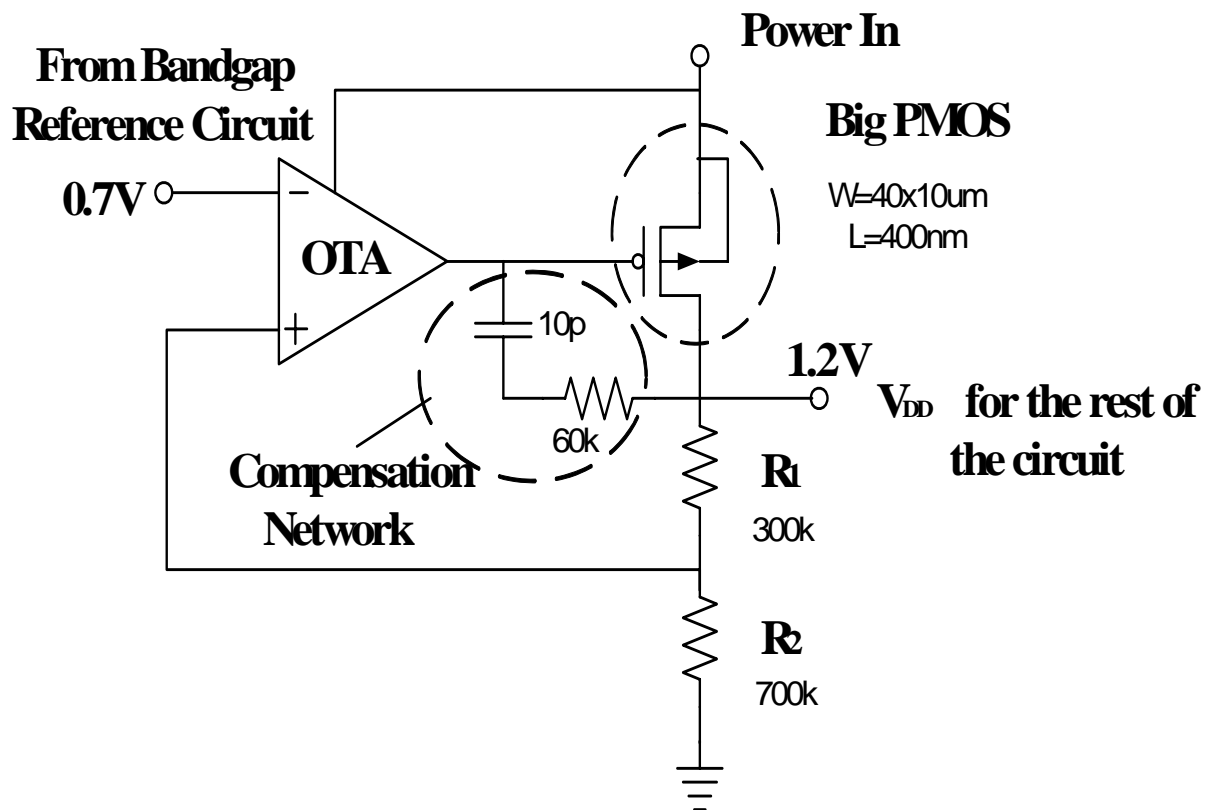 Power In
From Bandgap
Reference Circuit
Big PMOS
W=40x10um
L=400nm
0.7V
−
OTA
+
10p
60k
1.2V
VDD for the rest of
the circuit
Compensation
Network
R1
300k
R2
700k